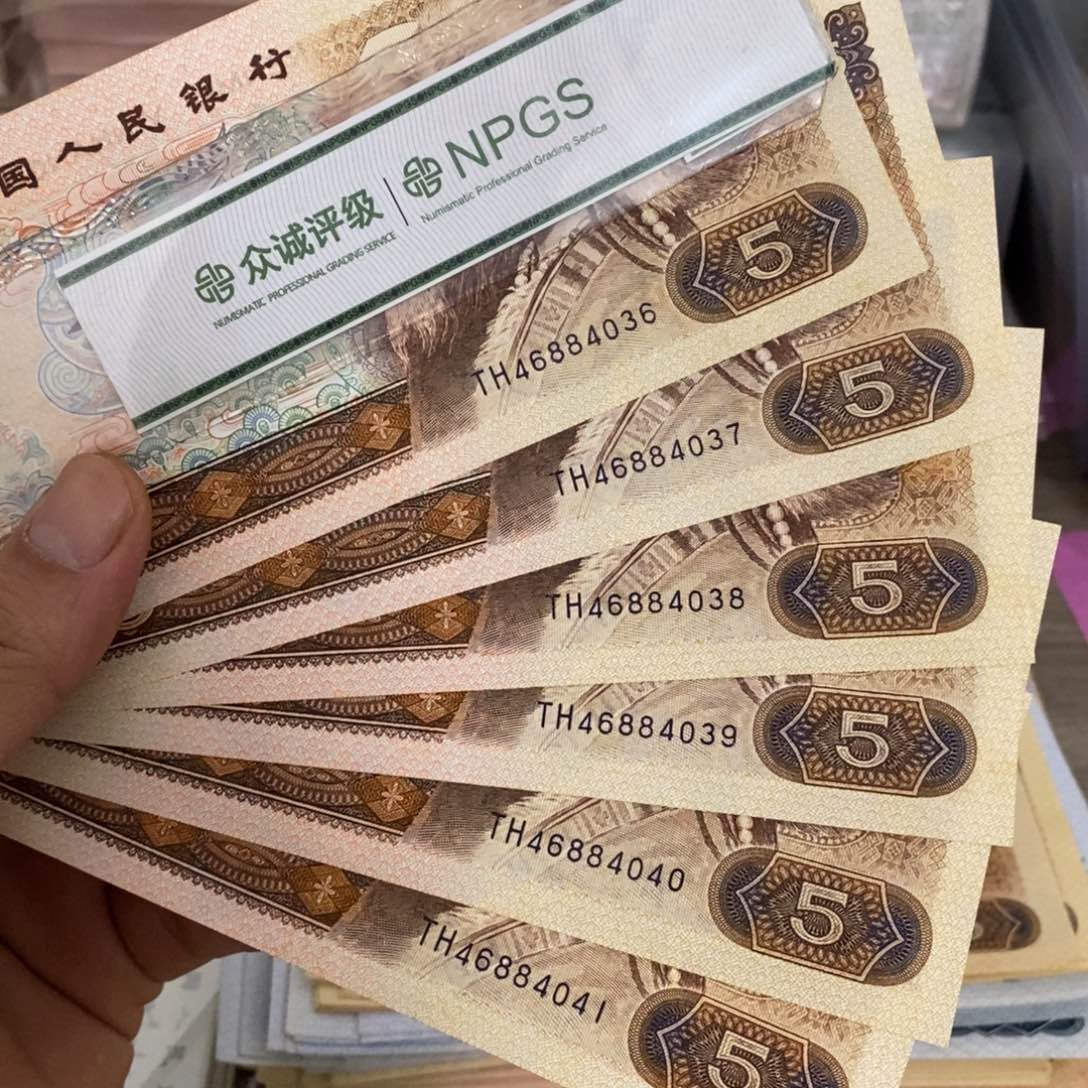 国人民银行
众诚评级 NPGS
NUMISMATIC PROFESSIONAL GRADING SERVICE Numismatic Professional Grading Service
5
TH46884036
5
TH46884037
5
TH46884038
5
TH46884039
5
TH46884040
5
TH46884041
5